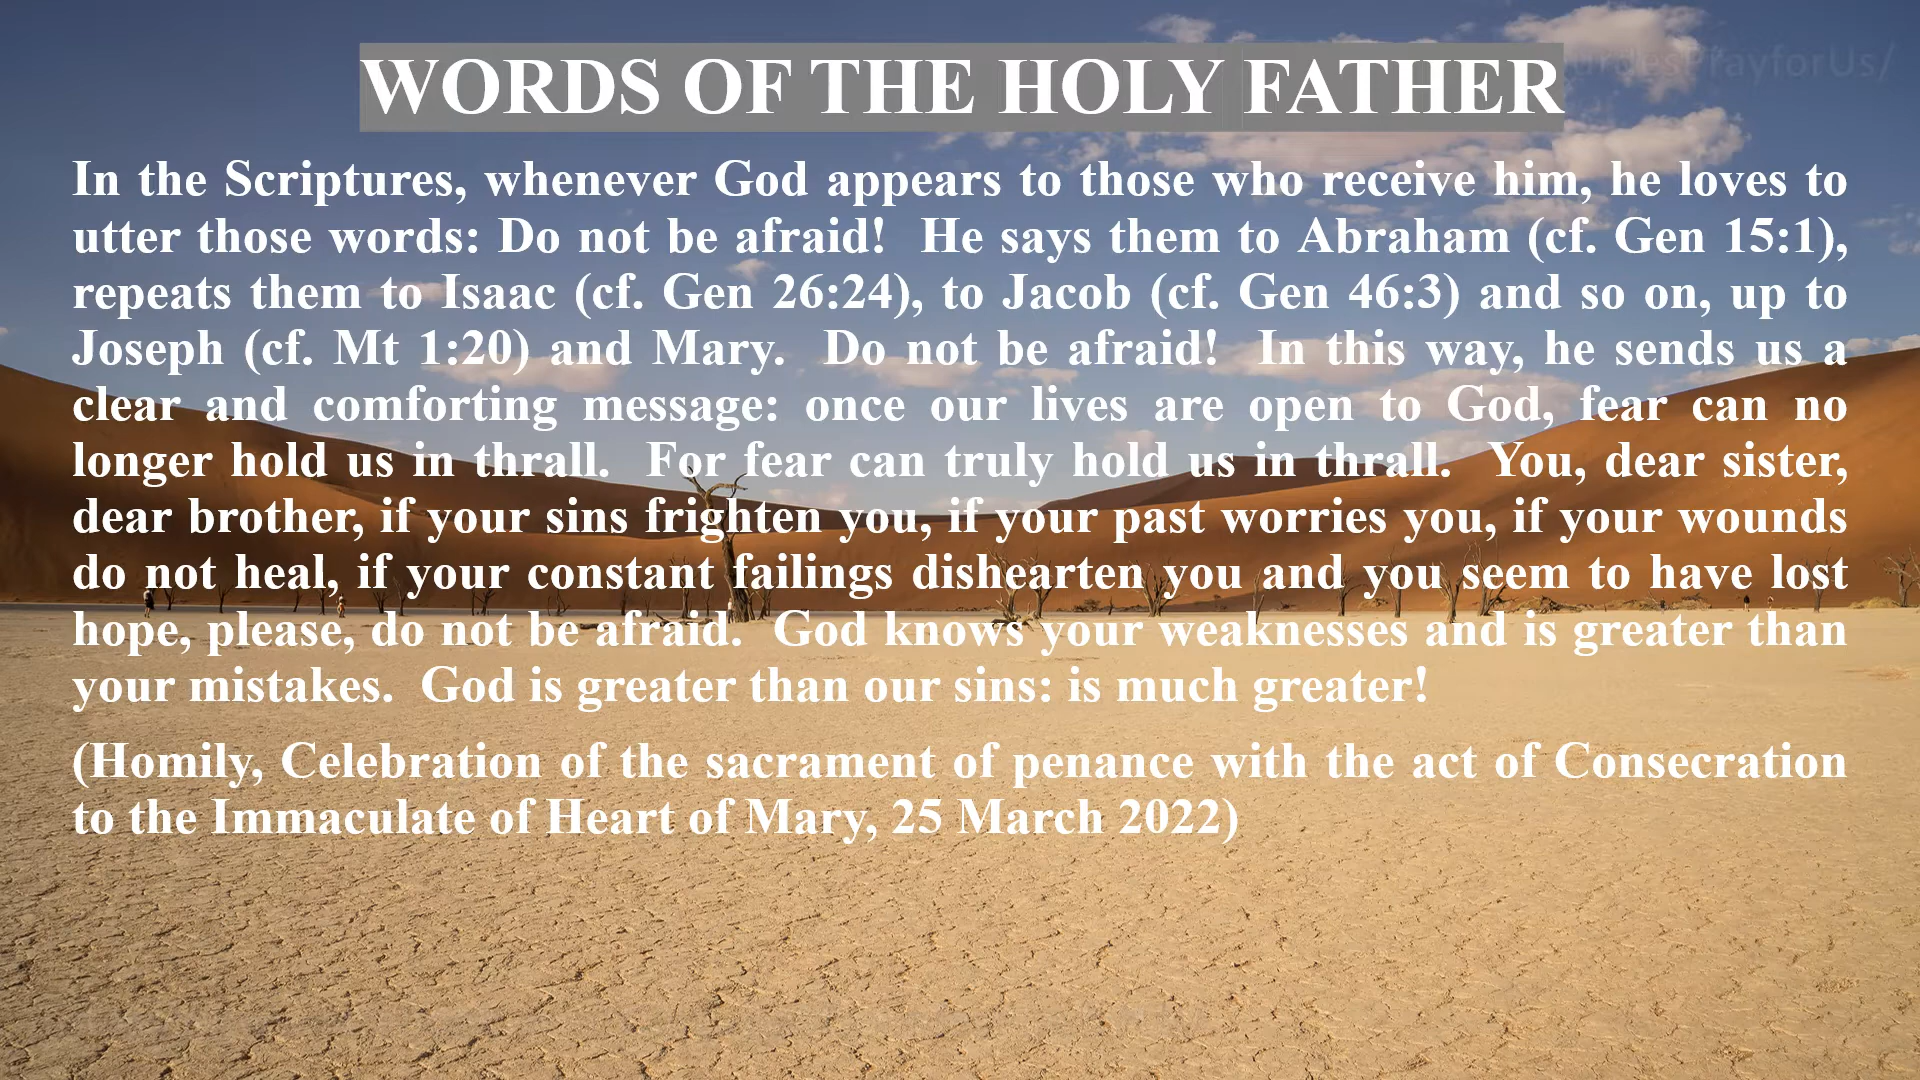 WORDS OF THE HOLY FATHER
In the Scriptures, whenever God appears to those who receive him, he loves to
utter those words: Do not be afraid!  He says them to Abraham (cf. Gen 15:1),
repeats them to Isaac (cf. Gen 26:24), to Jacob (cf. Gen 46:3) and so on, up to
Joseph (cf. Mt 1:20) and Mary.  Do not be afraid!  In this way, he sends us a
clear and comforting message: once our lives are open to God, fear can no
longer hold us in thrall.  For fear can truly hold us in thrall.  You, dear sister,
dear brother, if your sins frighten you, if your past worries you, if your wounds
do not heal, if your constant failings dishearten you and you seem to have lost
hope, please, do not be afraid.  God knows your weaknesses and is greater than
your mistakes.  God is greater than our sins: is much greater!
(Homily, Celebration of the sacrament of penance with the act of Consecration
to the Immaculate of Heart of Mary, 25 March 2022)